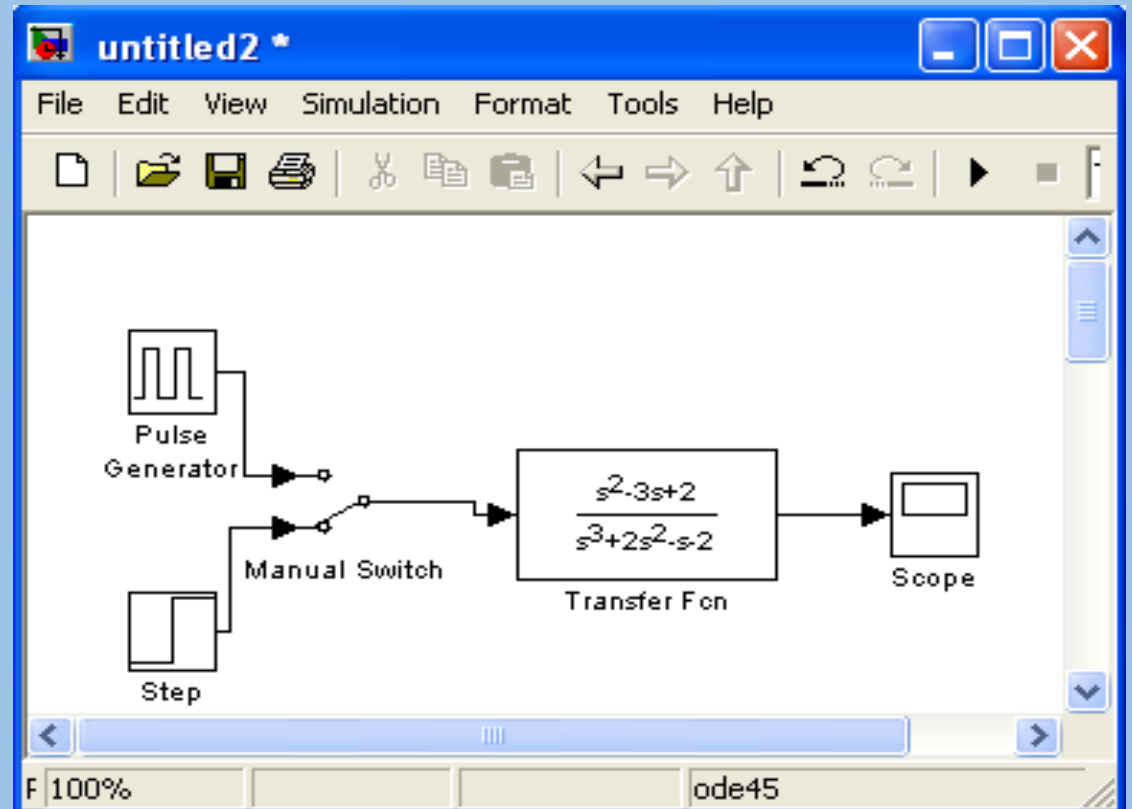 untitled2 *
File Edit View Simulation Format Tools Help
Pulse
Generator
Manual Switch
Step
s²-3s+2
s³+2s²-s-2
Transfer Fcn
Scope
F 100% ode45